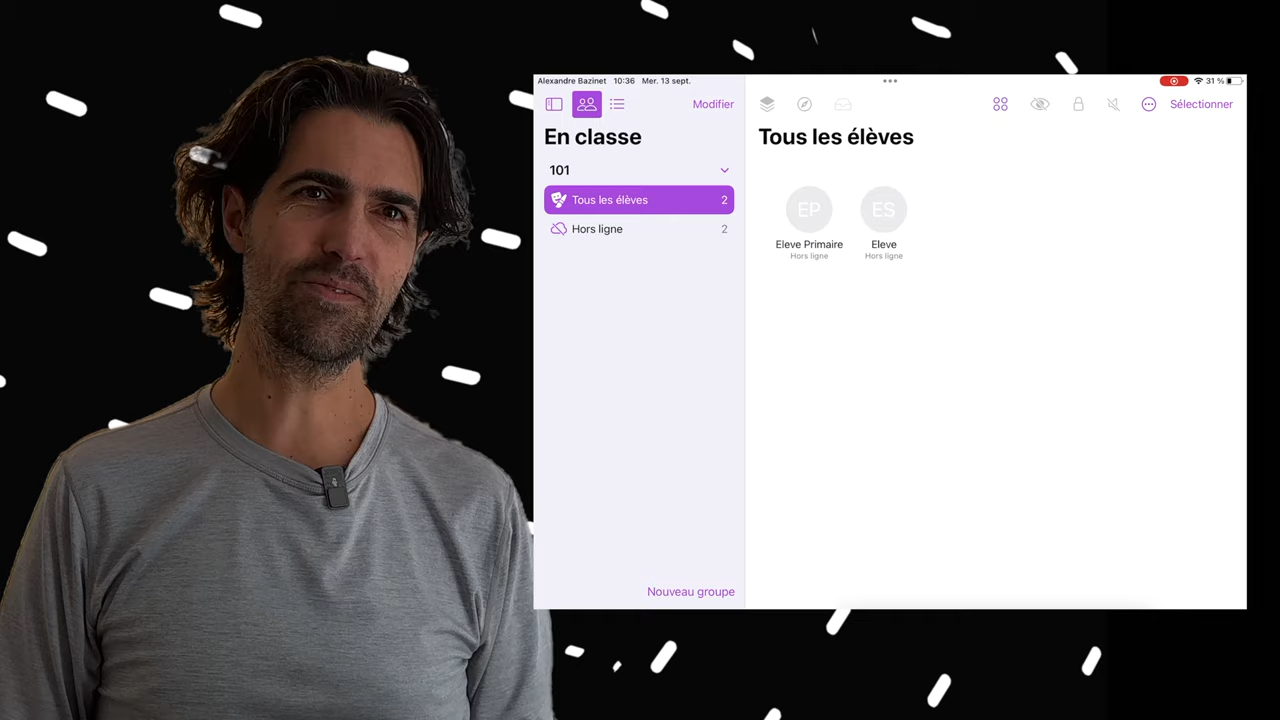 Alexandre Bazinet 10:36 Mer. 13 sept.
31 %
Modifier
Sélectionner
En classe
Tous les élèves
101
Tous les élèves 2
Hors ligne 2
EP
ES
Eleve Primaire
Eleve
Hors ligne
Hors ligne
Nouveau groupe